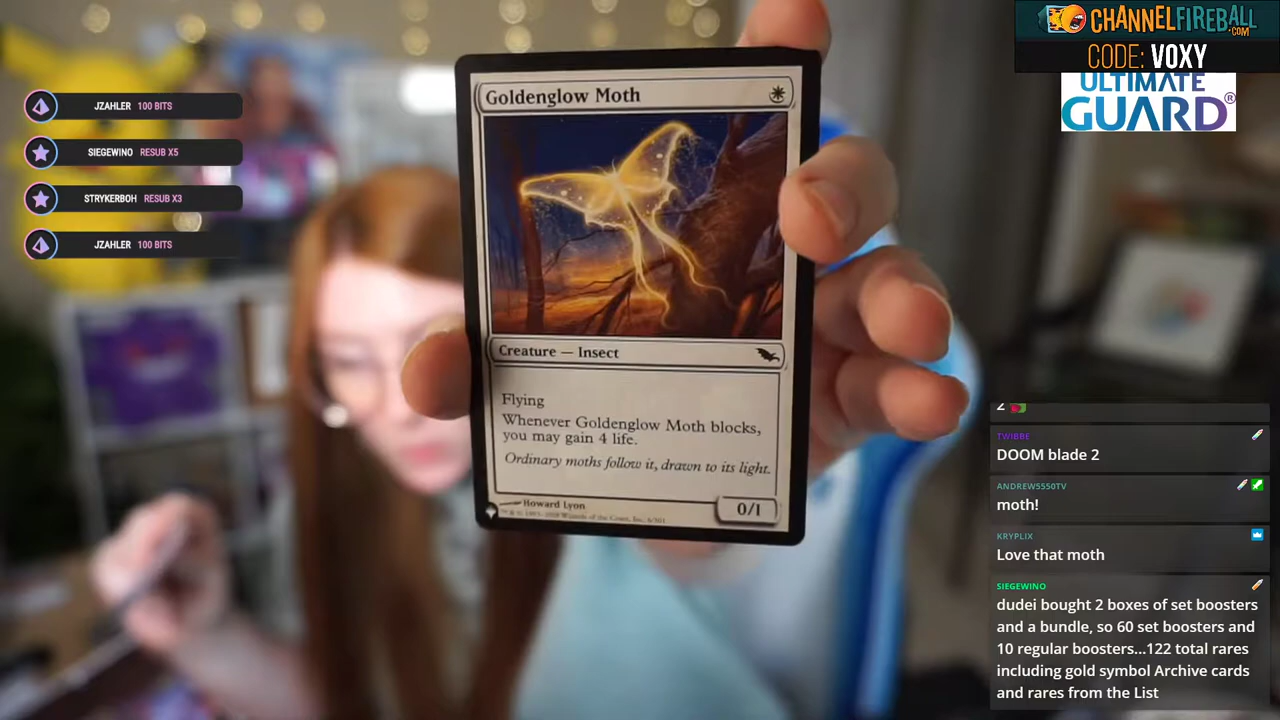 CHANNELFIREBALL
.COM
CODE: VOXY
ULTIMATE
GUARD®
JZAHLER 100 BITS
SIEGEWINO RESUB X5
STRYKERBOH RESUB X3
JZAHLER 100 BITS
Goldenglow Moth
Creature — Insect
Flying
Whenever Goldenglow Moth blocks,
you may gain 4 life.
Ordinary moths follow it, drawn to its light.
Howard Lyon
0/1
2
TWIBBE
DOOM blade 2
ANDREW5550TV
moth!
KRYPLIX
Love that moth
SIEGEWINO
dudei bought 2 boxes of set boosters
and a bundle, so 60 set boosters and
10 regular boosters...122 total rares
including gold symbol Archive cards
and rares from the List